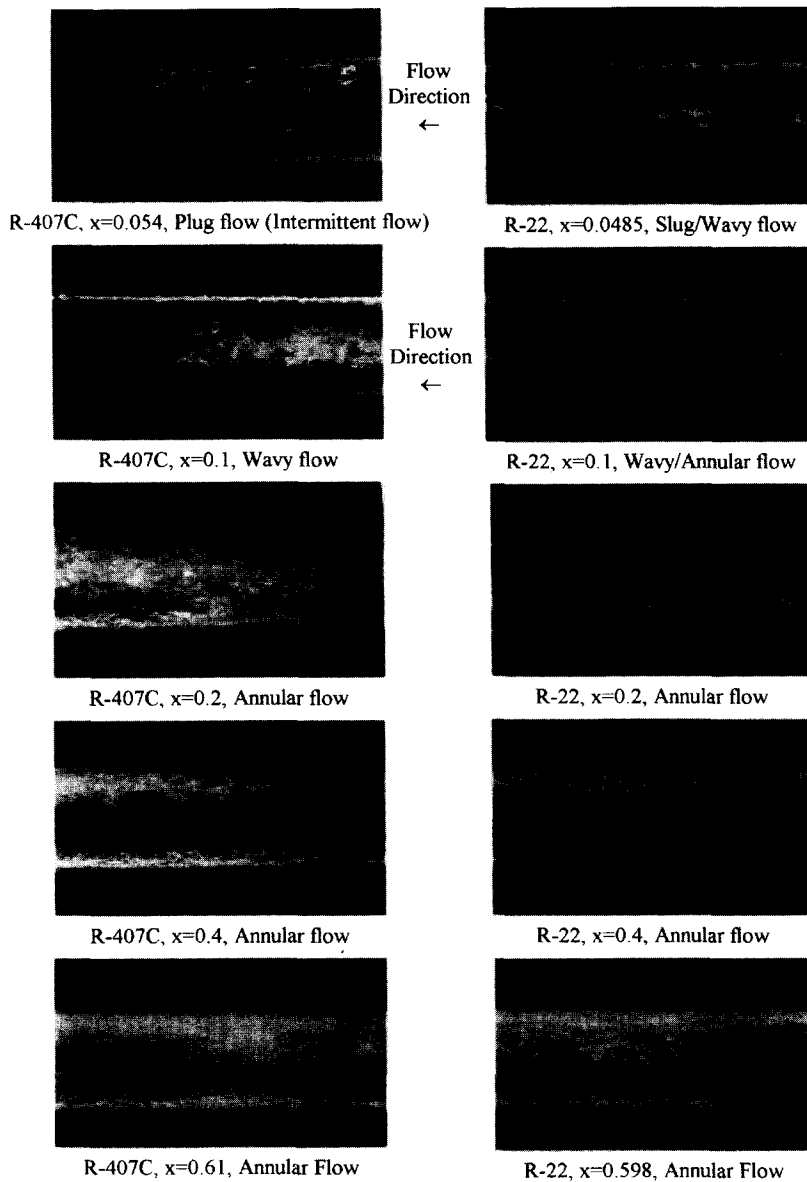 Flow
Direction
←
R-407C, x=0.054, Plug flow (Intermittent flow)
R-22, x=0.0485, Slug/Wavy flow
Flow
Direction
←
R-407C, x=0.1, Wavy flow
R-22, x=0.1, Wavy/Annular flow
R-407C, x=0.2, Annular flow
R-22, x=0.2, Annular flow
R-407C, x=0.4, Annular flow
R-22, x=0.4, Annular flow
R-407C, x=0.61, Annular Flow
R-22, x=0.598, Annular Flow